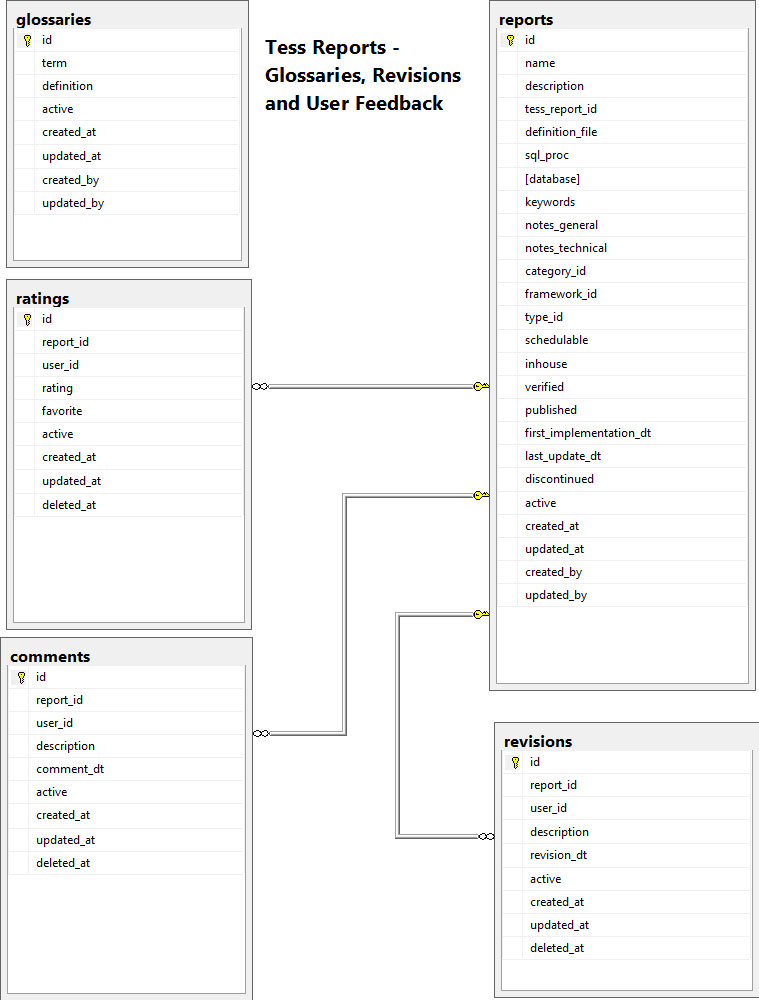 glossaries
id
term
definition
active
created_at
updated_at
created_by
updated_by
Tess Reports -
Glossaries, Revisions
and User Feedback
reports
id
name
description
tess_report_id
definition_file
sql_proc
[database]
keywords
notes_general
notes_technical
category_id
framework_id
type_id
schedulable
inhouse
verified
published
first_implementation_dt
last_update_dt
discontinued
active
created_at
updated_at
created_by
updated_by
ratings
id
report_id
user_id
rating
favorite
active
created_at
updated_at
deleted_at
comments
id
report_id
user_id
description
comment_dt
active
created_at
updated_at
deleted_at
revisions
id
report_id
user_id
description
revision_dt
active
created_at
updated_at
deleted_at